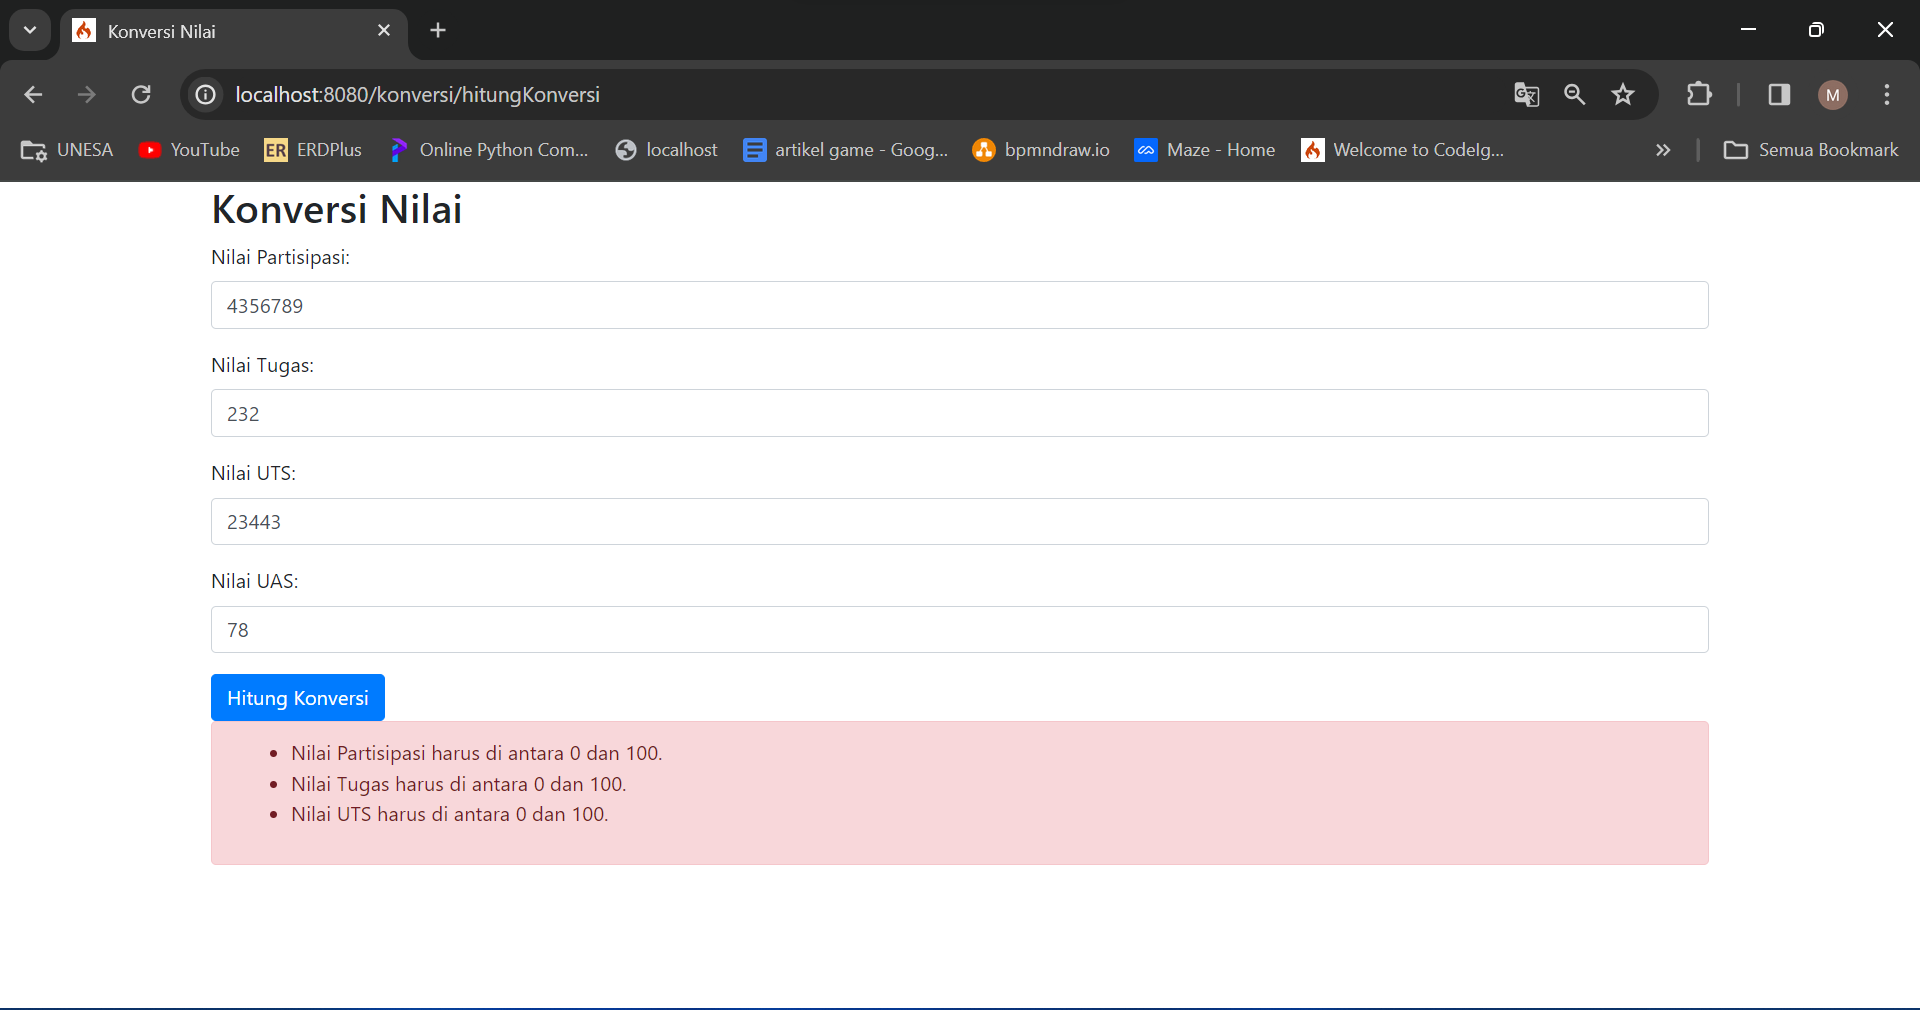 Konversi Nilai
localhost:8080/konversi/hitungKonversi
M
UNESA
YouTube
ER ERDPlus
Online Python Com...
localhost
artikel game - Goog...
bpmndraw.io
Maze - Home
Welcome to CodeIg...
Semua Bookmark
Konversi Nilai
Nilai Partisipasi:
4356789
Nilai Tugas:
232
Nilai UTS:
23443
Nilai UAS:
78
Hitung Konversi
• Nilai Partisipasi harus di antara 0 dan 100.
• Nilai Tugas harus di antara 0 dan 100.
• Nilai UTS harus di antara 0 dan 100.